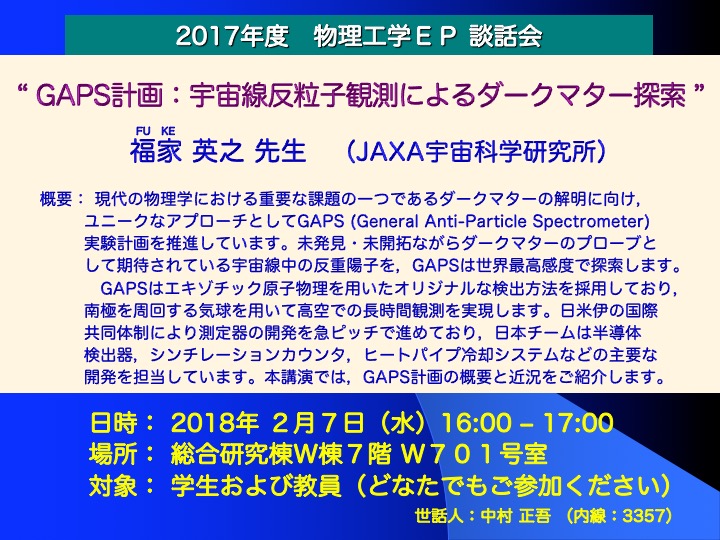 2017年度　物理工学ＥＰ 談話会
“ GAPS計画：宇宙線反粒子観測によるダークマター探索 ”
FU KE
福家 英之 先生　（JAXA宇宙科学研究所）
概要： 現代の物理学における重要な課題の一つであるダークマターの解明に向け，
ユニークなアプローチとしてGAPS (General Anti-Particle Spectrometer)
実験計画を推進しています。未発見・未開拓ながらダークマターのプローブと
して期待されている宇宙線中の反重陽子を，GAPSは世界最高感度で探索します。
GAPSはエキゾチック原子物理を用いたオリジナルな検出方法を採用しており，
南極を周回する気球を用いて高空での長時間観測を実現します。日米伊の国際
共同体制により測定器の開発を急ピッチで進めており，日本チームは半導体
検出器，シンチレーションカウンタ，ヒートパイプ冷却システムなどの主要な
開発を担当しています。本講演では，GAPS計画の概要と近況をご紹介します。
日時： 2018年 ２月７日（水）16:00 – 17:00
場所： 総合研究棟W棟７階 Ｗ７０１号室
対象： 学生および教員（どなたでもご参加ください）
世話人：中村 正吾 （内線：3357）